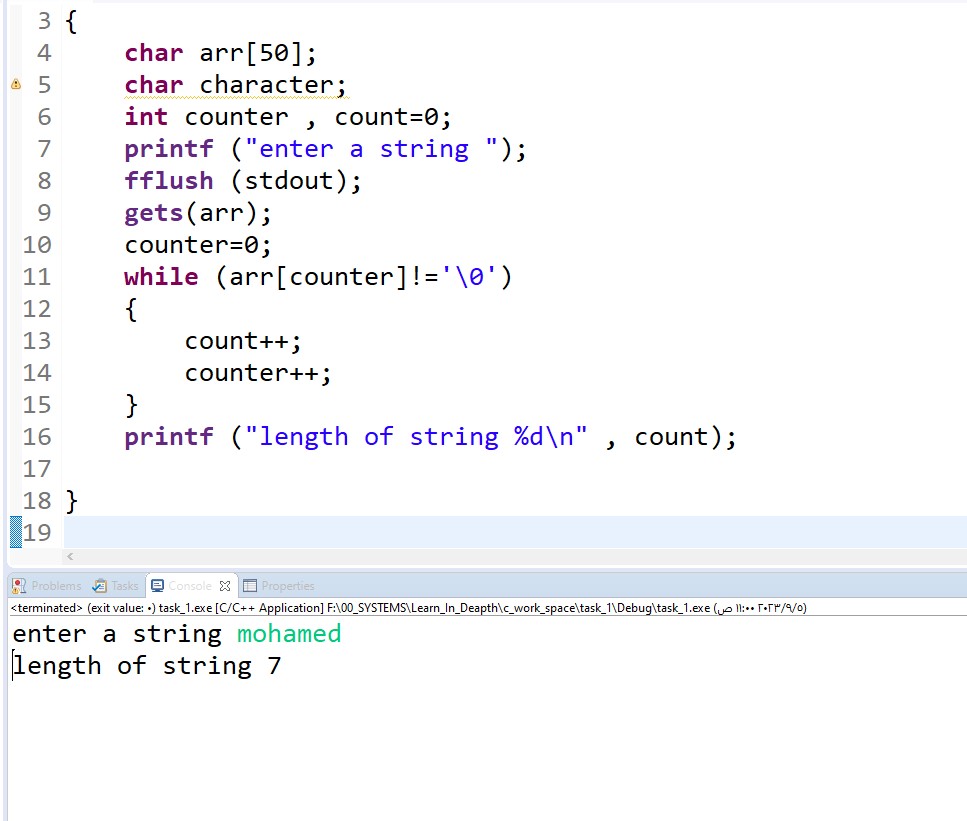 3 {
4 char arr[50];
5 char character;
6 int counter , count=0;
7 printf ("enter a string ");
8 fflush (stdout);
9 gets(arr);
10 counter=0;
11 while (arr[counter]!='\0')
12 {
13 count++;
14 counter++;
15 }
16 printf ("length of string %d\n" , count);
17
18 }
19
Problems Tasks Console Properties
<terminated> (exit value: ٠) task_1.exe [C/C++ Application] F:\00_SYSTEMS\Learn_In_Deapth\c_work_space\task_1\Debug\task_1.exe (٢٠٢٣/٩/٥ ١١:٠٠ ص)
enter a string mohamed
length of string 7